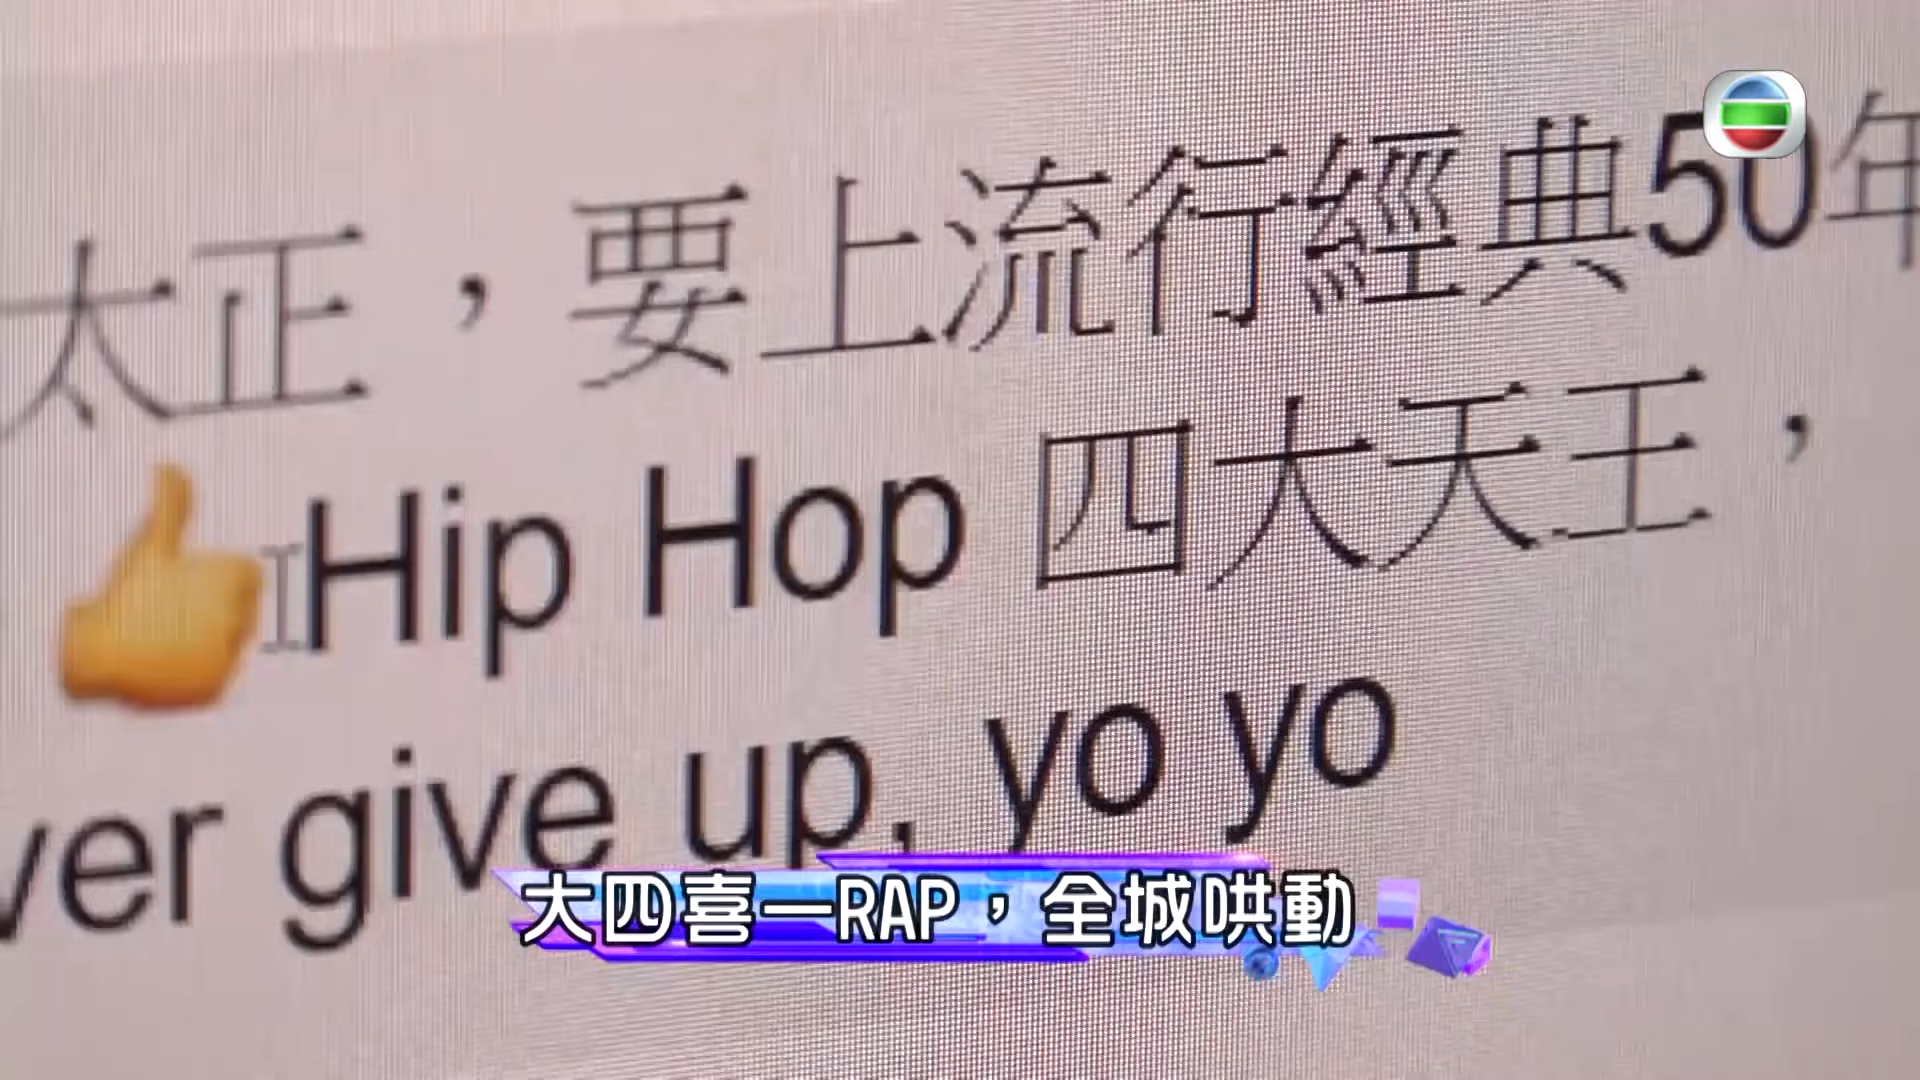 太正，要上流行經典50年
👍Hip Hop 四大天王，
ver give up, yo yo
大四喜一RAP，全城哄動